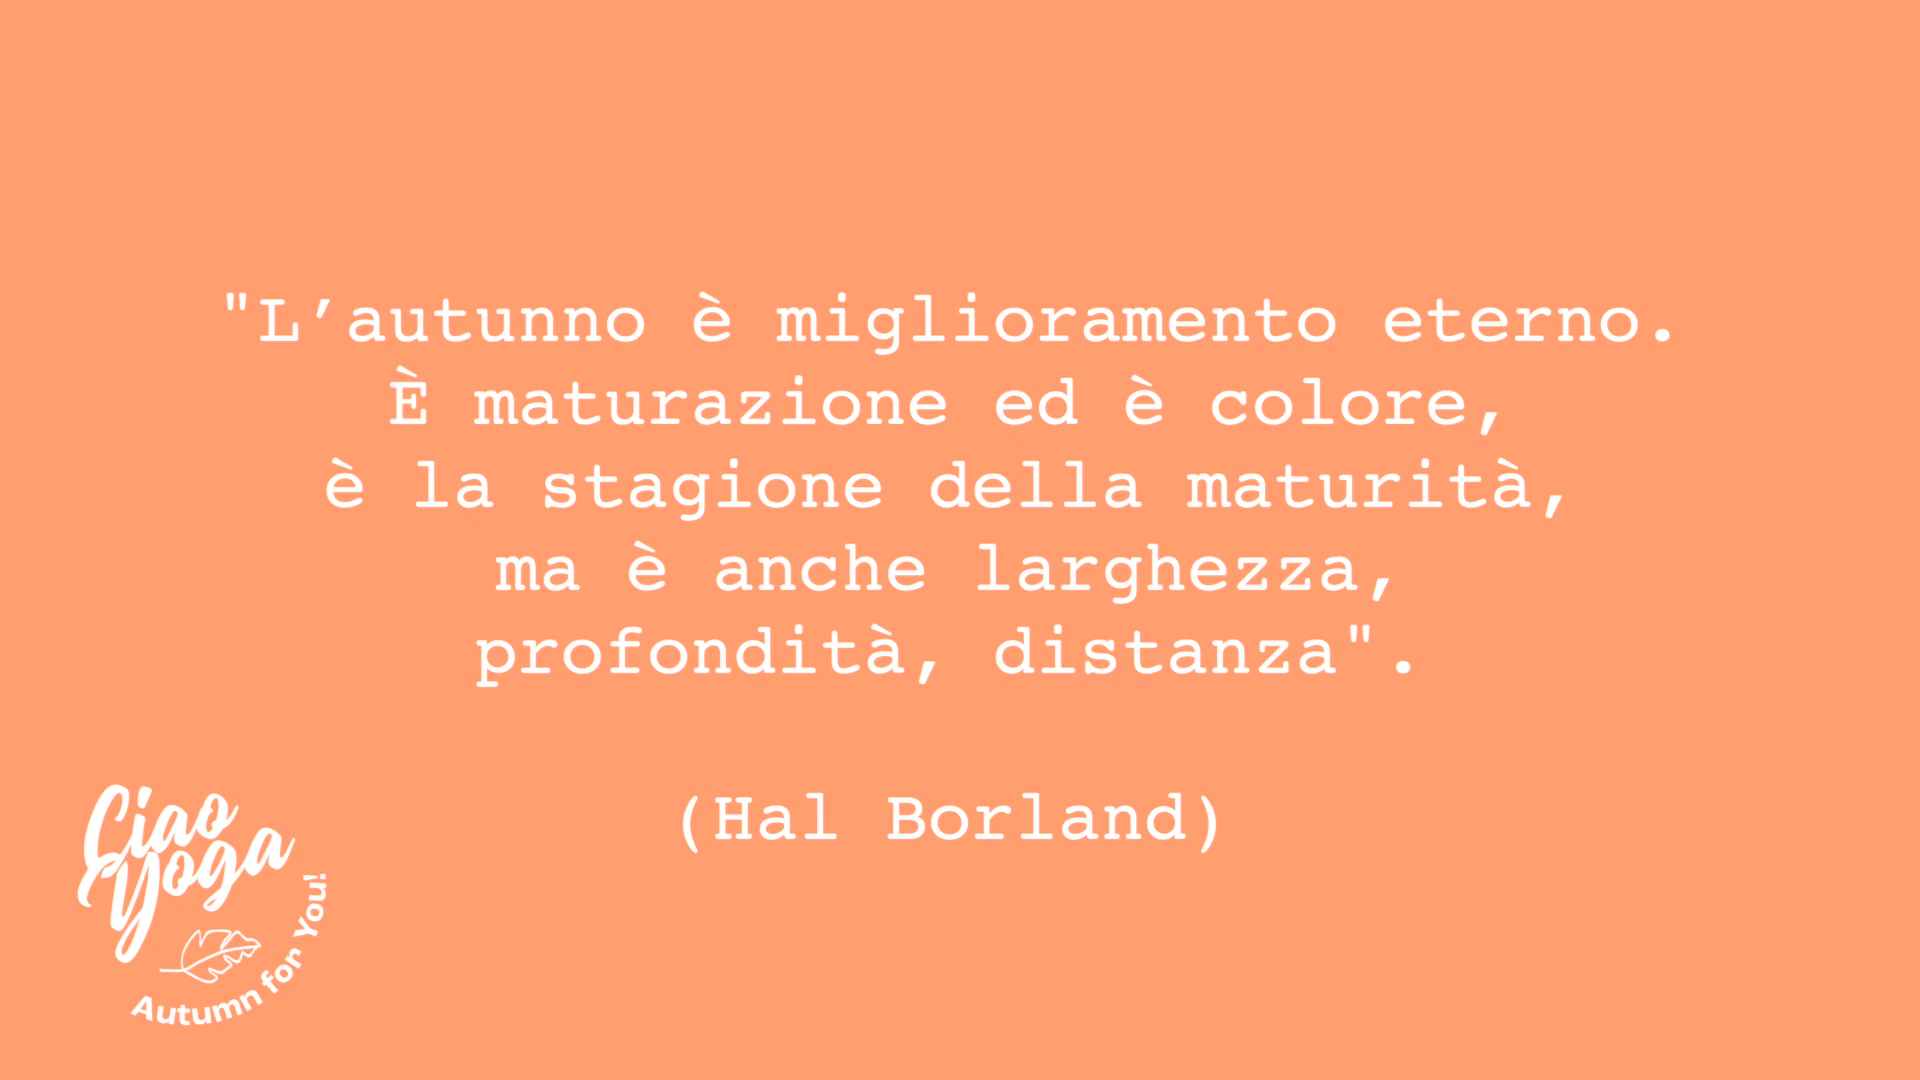 "L’autunno è miglioramento eterno.
È maturazione ed è colore,
è la stagione della maturità,
ma è anche larghezza,
profondità, distanza".
(Hal Borland)
Ciao
Yoga
Autumn for You!